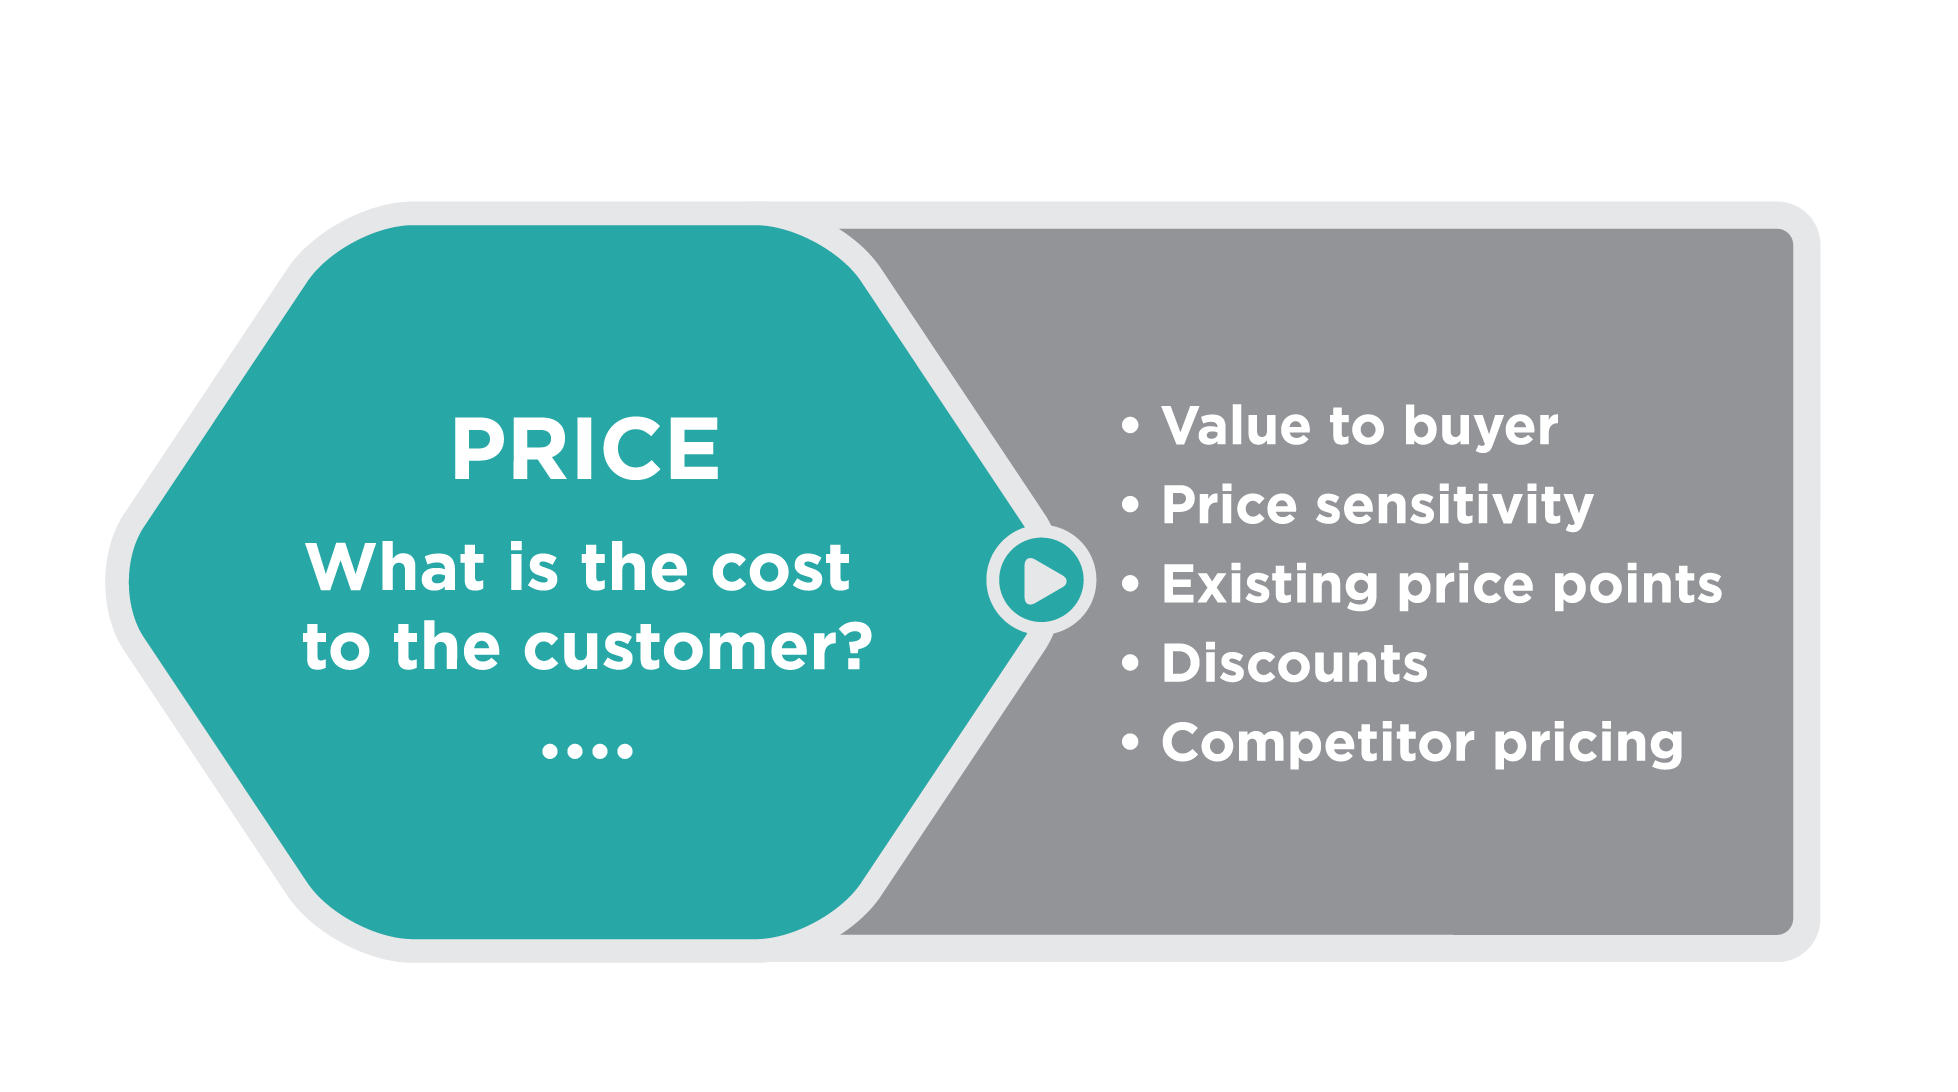 PRICE
What is the cost
to the customer?
....
• Value to buyer
• Price sensitivity
• Existing price points
• Discounts
• Competitor pricing